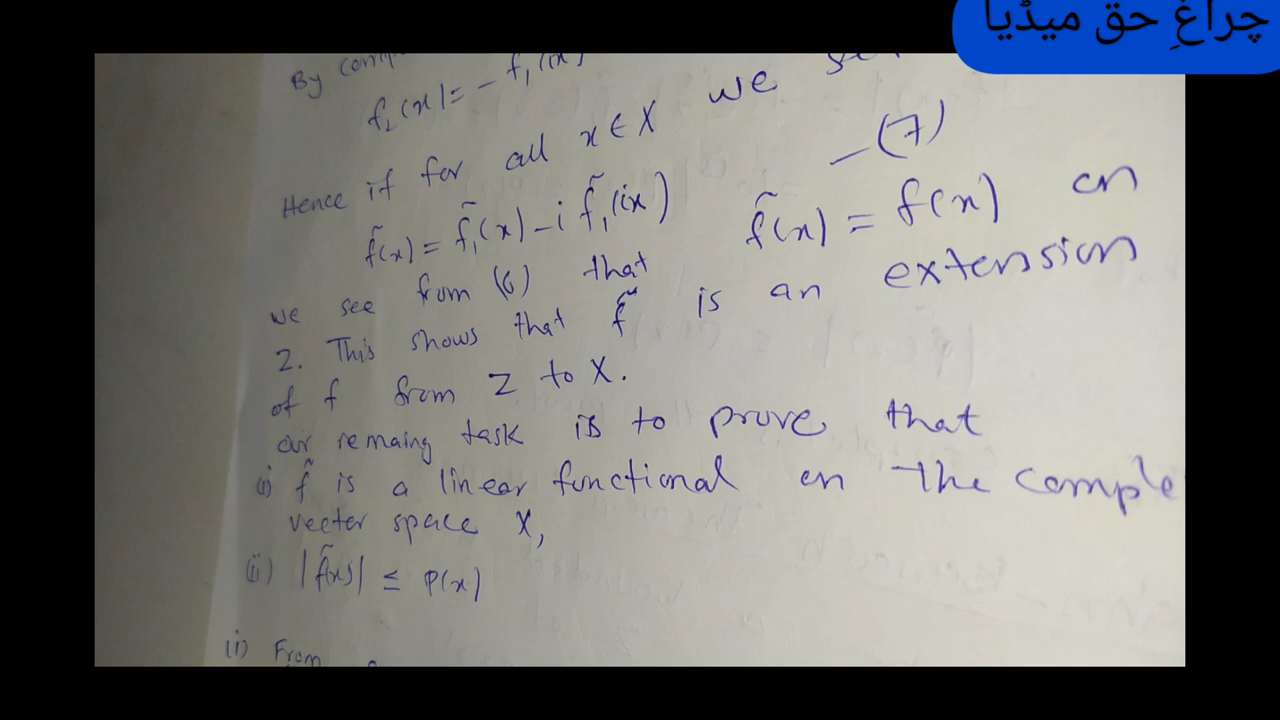 چراغِ حق میڈیا
By
f₂(x) = - f₁(ix)
Hence if for all x ∈ X we
f̃(x) = f̃₁(x) - i f̃₁(ix) —(7)
we see from (6) that f̃(x) = f(x) on
Z. This shows that f̃ is an extension
of f from Z to X.
our remaing task is to prove that
(i) f̃ is a linear functional on the comple
vector space X,
(ii) |f̃(x)| ≤ p(x)
(i) From